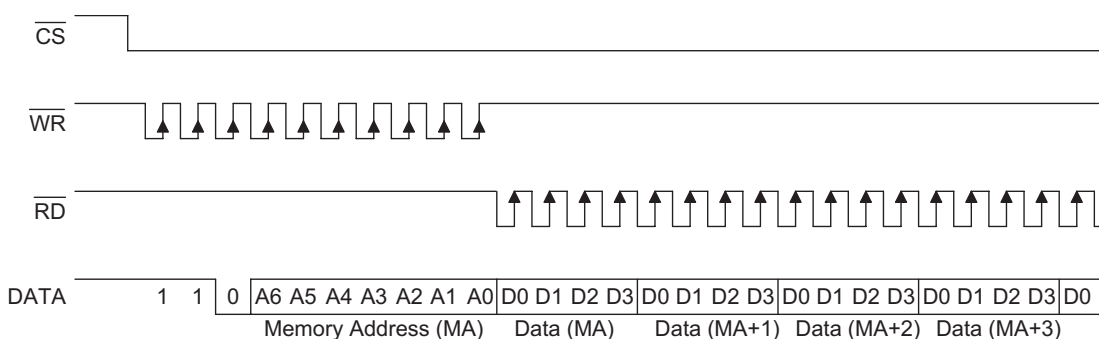 CS
WR
RD
DATA 1 1 0 A6 A5 A4 A3 A2 A1 A0 D0 D1 D2 D3 D0 D1 D2 D3 D0 D1 D2 D3 D0 D1 D2 D3 D0
Memory Address (MA) Data (MA) Data (MA+1) Data (MA+2) Data (MA+3)